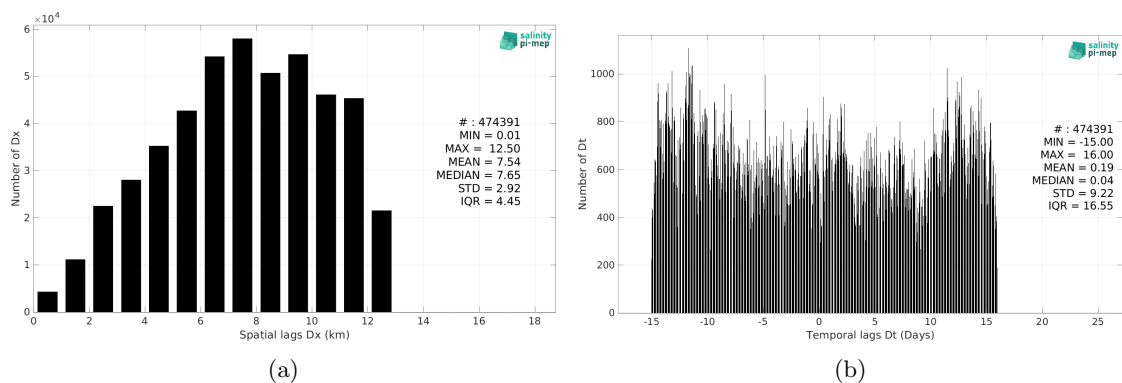 ×10⁴
6
5
4
3
2
1
0
Number of Dx
salinity
pi-mep
# : 474391
MIN = 0.01
MAX = 12.50
MEAN = 7.54
MEDIAN = 7.65
STD = 2.92
IQR = 4.45
0 2 4 6 8 10 12 14 16 18
Spatial lags Dx (km)
(a)
1000
800
600
400
200
0
Number of Dt
salinity
pi-mep
# : 474391
MIN = -15.00
MAX = 16.00
MEAN = 0.19
MEDIAN = 0.04
STD = 9.22
IQR = 16.55
-15 -10 -5 0 5 10 15 20 25
Temporal lags Dt (Days)
(b)